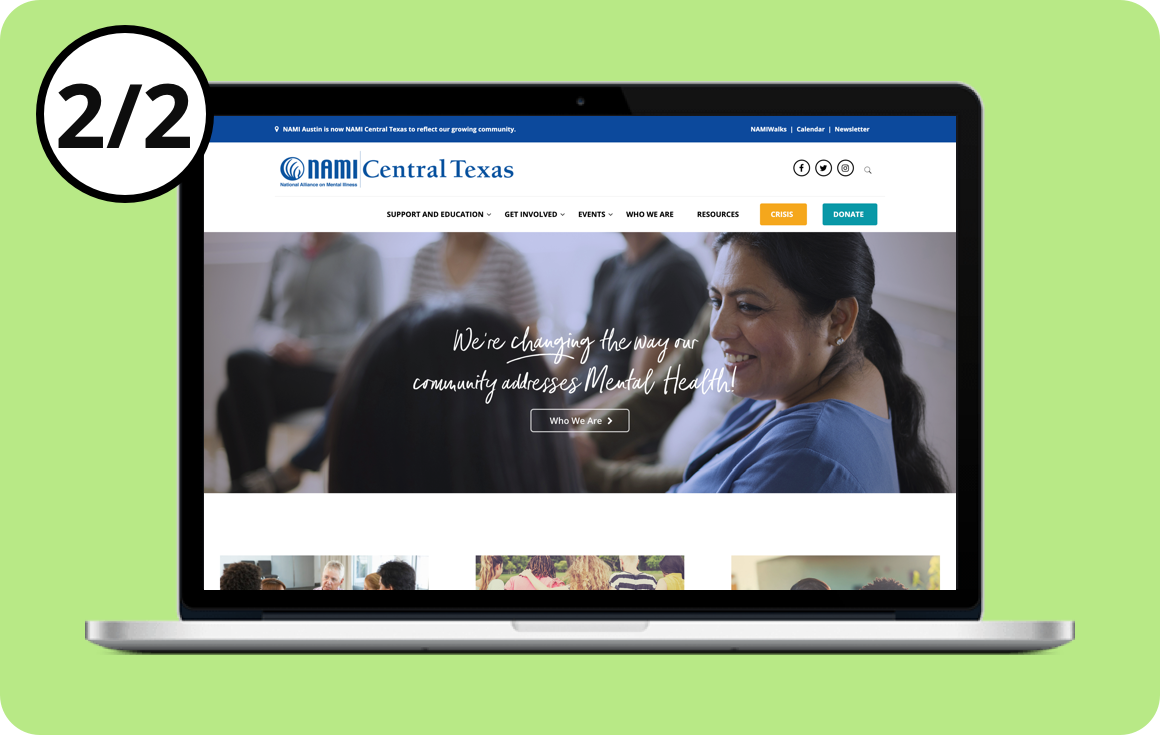 2/2
NAMI Austin is now NAMI Central Texas to reflect our growing community.
NAMIWalks | Calendar | Newsletter
NAMI Central Texas
National Alliance on Mental Illness
SUPPORT AND EDUCATION GET INVOLVED EVENTS WHO WE ARE RESOURCES CRISIS DONATE
We're changing the way our
community addresses Mental Health!
Who We Are